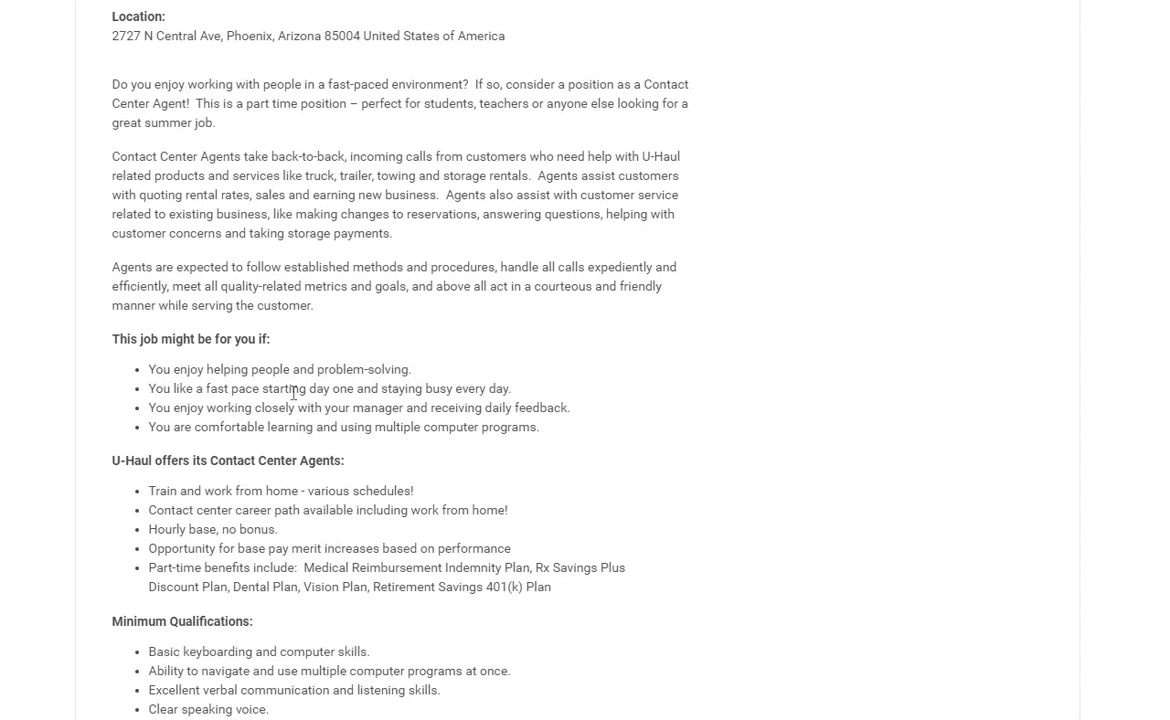 Location:
2727 N Central Ave, Phoenix, Arizona 85004 United States of America
Do you enjoy working with people in a fast-paced environment?  If so, consider a position as a Contact
Center Agent!  This is a part time position – perfect for students, teachers or anyone else looking for a
great summer job.
Contact Center Agents take back-to-back, incoming calls from customers who need help with U-Haul
related products and services like truck, trailer, towing and storage rentals.  Agents assist customers
with quoting rental rates, sales and earning new business.  Agents also assist with customer service
related to existing business, like making changes to reservations, answering questions, helping with
customer concerns and taking storage payments.
Agents are expected to follow established methods and procedures, handle all calls expediently and
efficiently, meet all quality-related metrics and goals, and above all act in a courteous and friendly
manner while serving the customer.
This job might be for you if:
• You enjoy helping people and problem-solving.
• You like a fast pace starting day one and staying busy every day.
• You enjoy working closely with your manager and receiving daily feedback.
• You are comfortable learning and using multiple computer programs.
U-Haul offers its Contact Center Agents:
• Train and work from home - various schedules!
• Contact center career path available including work from home!
• Hourly base, no bonus.
• Opportunity for base pay merit increases based on performance
• Part-time benefits include:  Medical Reimbursement Indemnity Plan, Rx Savings Plus
Discount Plan, Dental Plan, Vision Plan, Retirement Savings 401(k) Plan
Minimum Qualifications:
• Basic keyboarding and computer skills.
• Ability to navigate and use multiple computer programs at once.
• Excellent verbal communication and listening skills.
• Clear speaking voice.